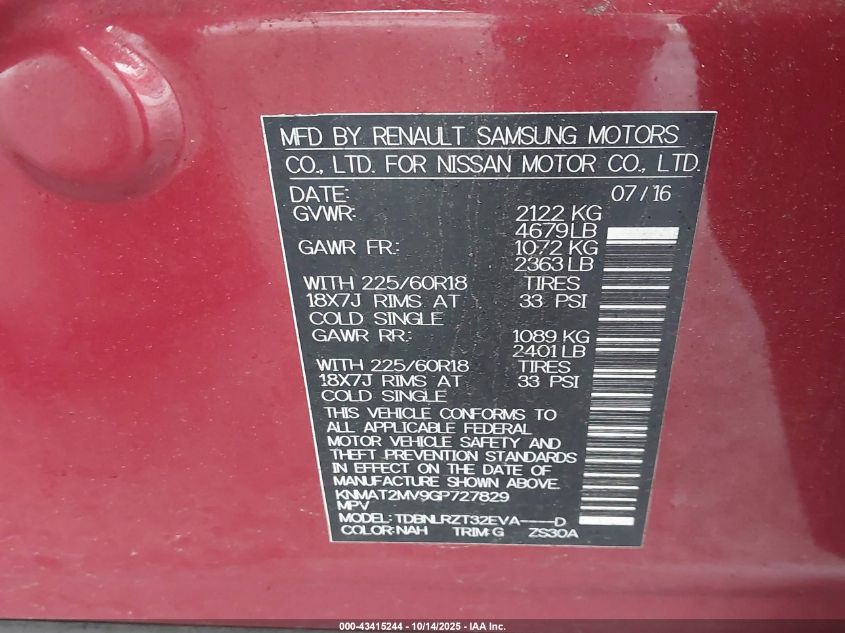 MFD BY RENAULT SAMSUNG MOTORS
CO., LTD. FOR NISSAN MOTOR CO., LTD.
DATE: 07/16
GVWR: 2122 KG
4679LB
GAWR FR.: 1072 KG
2363LB
WITH 225/60R18 TIRES
18X7J RIMS AT 33 PSI
COLD SINGLE
GAWR RR.: 1089 KG
2401LB
WITH 225/60R18 TIRES
18X7J RIMS AT 33 PSI
COLD SINGLE
THIS VEHICLE CONFORMS TO
ALL APPLICABLE FEDERAL
MOTOR VEHICLE SAFETY AND
THEFT PREVENTION STANDARDS
IN EFFECT ON THE DATE OF
MANUFACTURE SHOWN ABOVE.
KNMAT2MV9GP727829
MPV
MODEL: TDBNLRZT32EVA----D
COLOR:NAH TRIM:G ZS30A
000-43415244 - 10/14/2025 - IAA Inc.